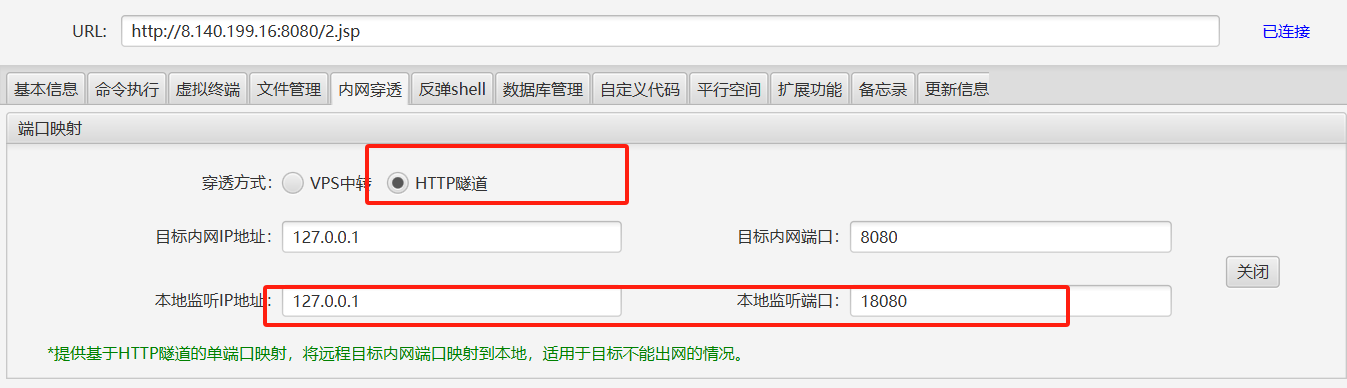 URL: http://8.140.199.16:8080/2.jsp 已连接
基本信息 命令执行 虚拟终端 文件管理 内网穿透 反弹shell 数据库管理 自定义代码 平行空间 扩展功能 备忘录 更新信息
端口映射
穿透方式: VPS中转 HTTP隧道
目标内网IP地址: 127.0.0.1 目标内网端口: 8080
关闭
本地监听IP地址: 127.0.0.1 本地监听端口: 18080
*提供基于HTTP隧道的单端口映射，将远程目标内网端口映射到本地，适用于目标不能出网的情况。